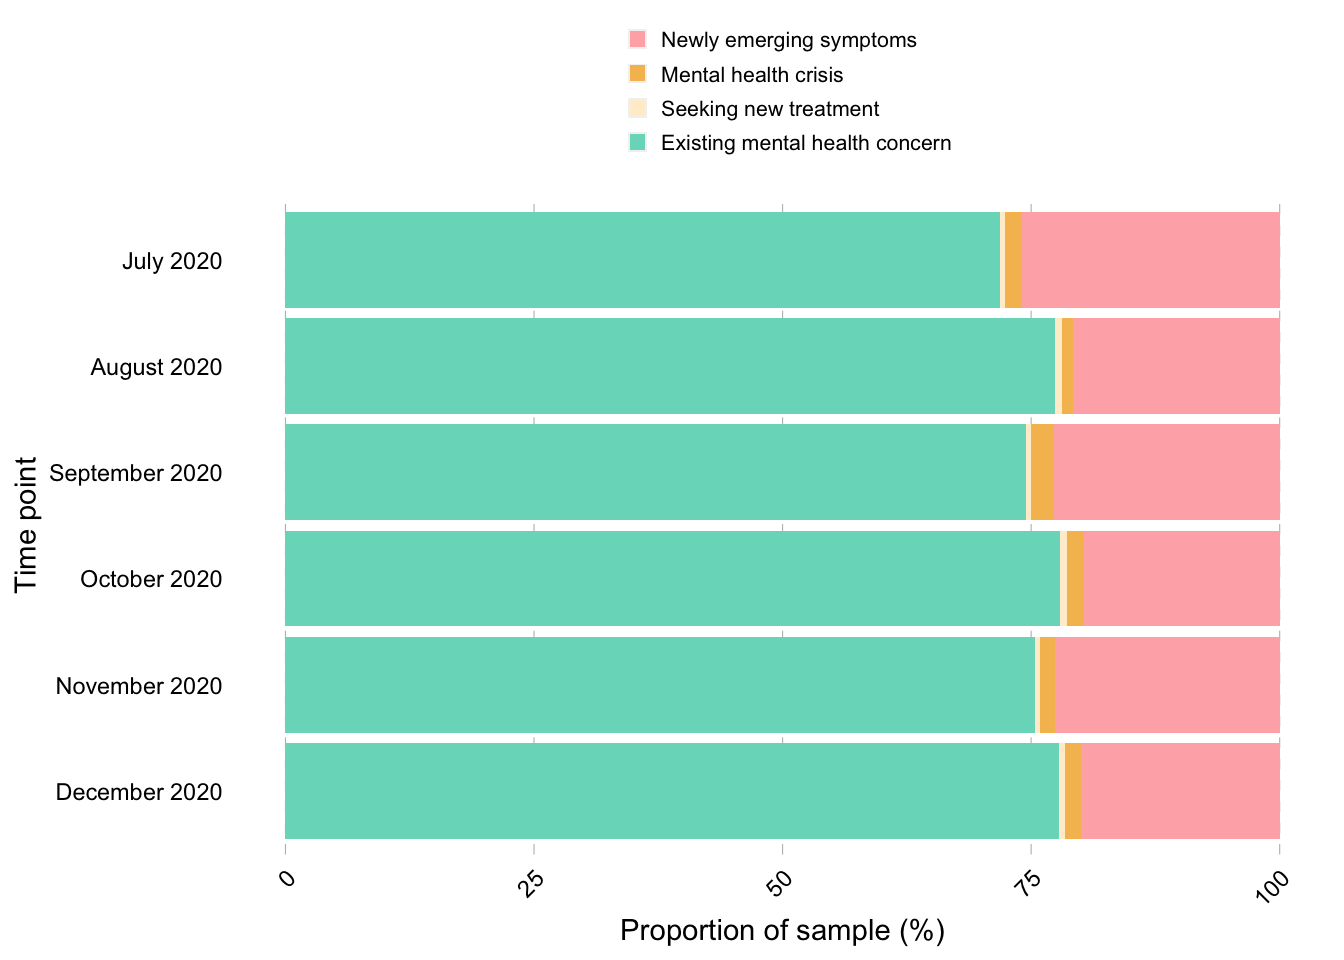 Newly emerging symptoms
Mental health crisis
Seeking new treatment
Existing mental health concern
July 2020
August 2020
September 2020
October 2020
November 2020
December 2020
Time point
0
25
50
75
100
Proportion of sample (%)